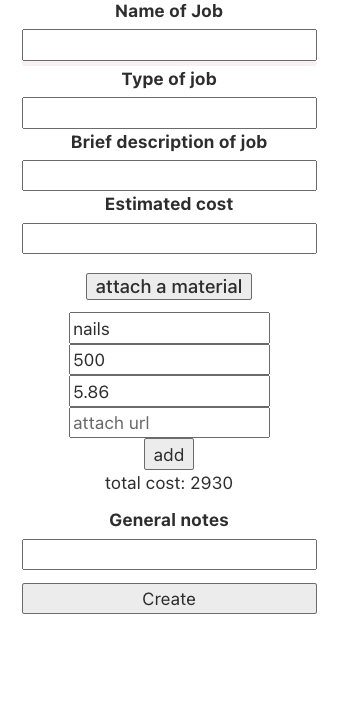 Name of Job
Type of job
Brief description of job
Estimated cost
attach a material
nails
500
5.86
attach url
add
total cost: 2930
General notes
Create